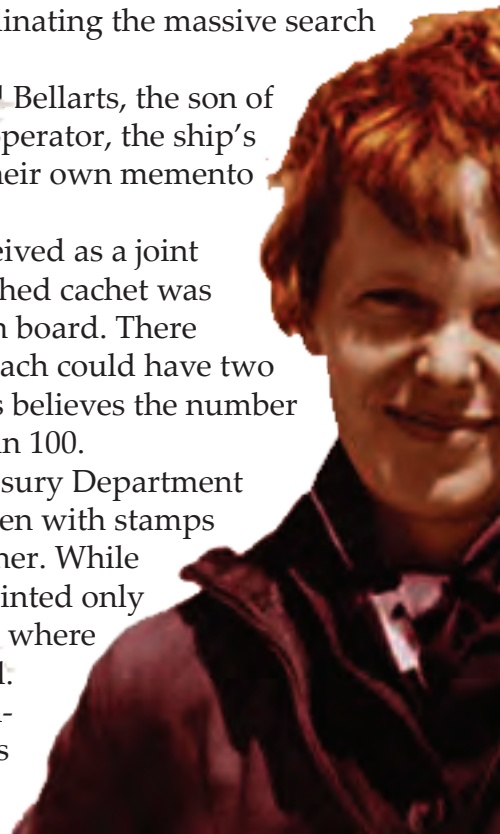 inating the massive search
Bellarts, the son of
perator, the ship's
heir own memento
eived as a joint
hed cachet was
n board. There
ach could have two
s believes the number
in 100.
sury Department
en with stamps
her. While
inted only
where
l.
-
s